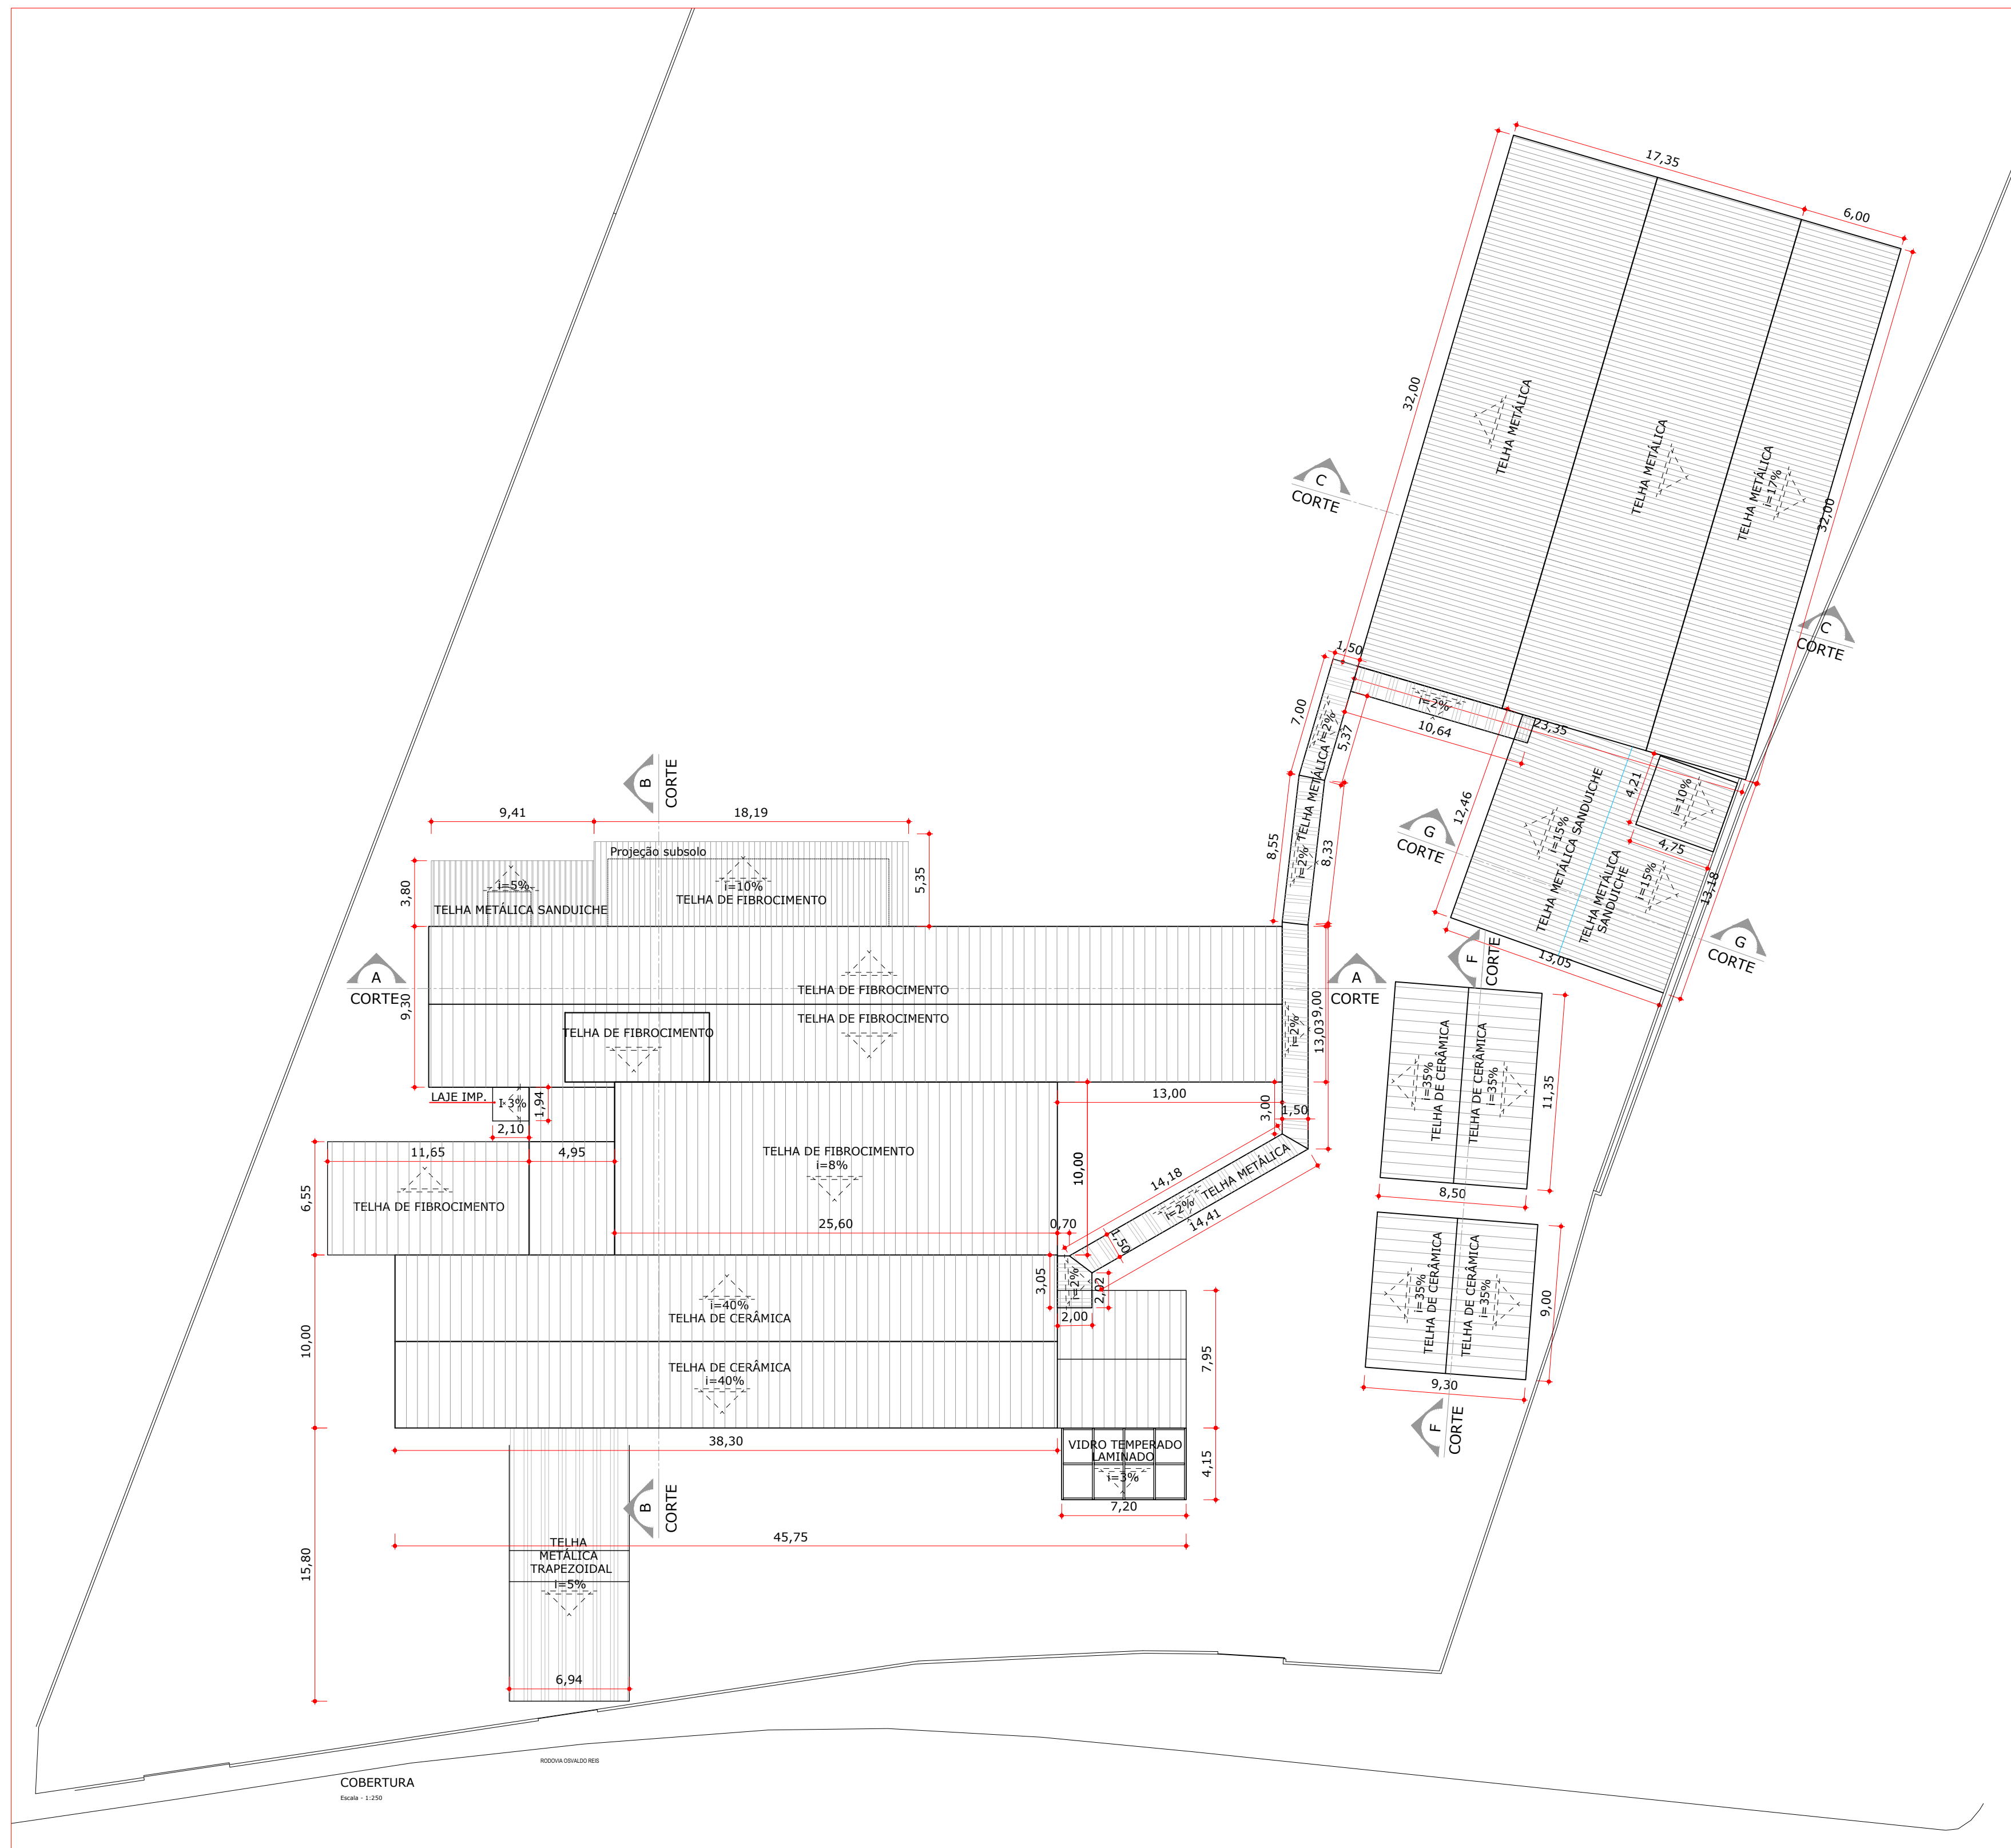 17,35
6,00
32,00
TELHA METÁLICA
TELHA METÁLICA
TELHA METÁLICA
i=17%
32,00
C
CORTE
C
CORTE
1,50
7,00
i=2%
TELHA METÁLICA
5,37
i=2%
10,64
23,35
12,46
4,21
i=10%
4,75
i=15%
TELHA METÁLICA SANDUICHE
TELHA METÁLICA
SANDUICHE
i=15%
13,18
13,05
G
CORTE
G
CORTE
8,55
i=2%
8,33
B
CORTE
9,41
18,19
Projeção subsolo
i=10%
TELHA DE FIBROCIMENTO
5,35
3,80
i=5%
TELHA METÁLICA SANDUICHE
A
CORTE
9,30
TELHA DE FIBROCIMENTO
TELHA DE FIBROCIMENTO
TELHA DE FIBROCIMENTO
i=2%
9,00
13,03
A
CORTE
F
CORTE
i=35%
TELHA DE CERÂMICA
TELHA DE CERÂMICA
i=35%
11,35
8,50
LAJE IMP.
I-3%
1,94
2,10
13,00
3,00
1,50
11,65
4,95
6,55
TELHA DE FIBROCIMENTO
TELHA DE FIBROCIMENTO
i=8%
10,00
25,60
0,70
14,18
i=2%
TELHA METÁLICA
14,41
1,50
3,05
i=2%
2,02
2,00
i=35%
TELHA DE CERÂMICA
TELHA DE CERÂMICA
i=35%
9,00
9,30
F
CORTE
10,00
i=40%
TELHA DE CERÂMICA
TELHA DE CERÂMICA
i=40%
7,95
38,30
VIDRO TEMPERADO
LAMINADO
i=3%
4,15
7,20
B
CORTE
45,75
15,80
TELHA
METÁLICA
TRAPEZOIDAL
i=5%
6,94
RODOVIA OSVALDO REIS
COBERTURA
Escala - 1:250